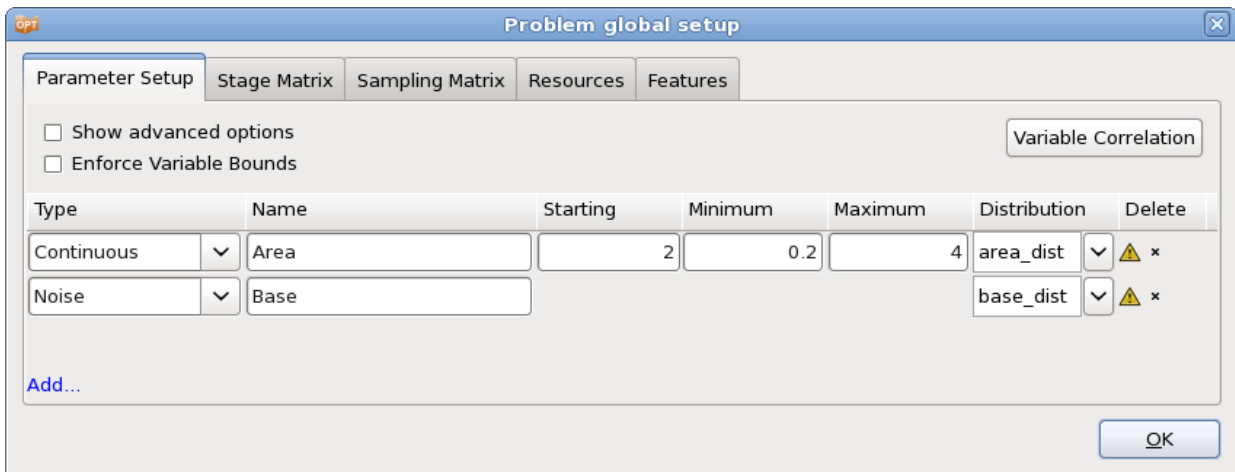 OPT Problem global setup
Parameter Setup Stage Matrix Sampling Matrix Resources Features
Show advanced options
Variable Correlation
Enforce Variable Bounds
Type Name Starting Minimum Maximum Distribution Delete
Continuous Area 2 0.2 4 area_dist
Noise Base base_dist
Add...
OK